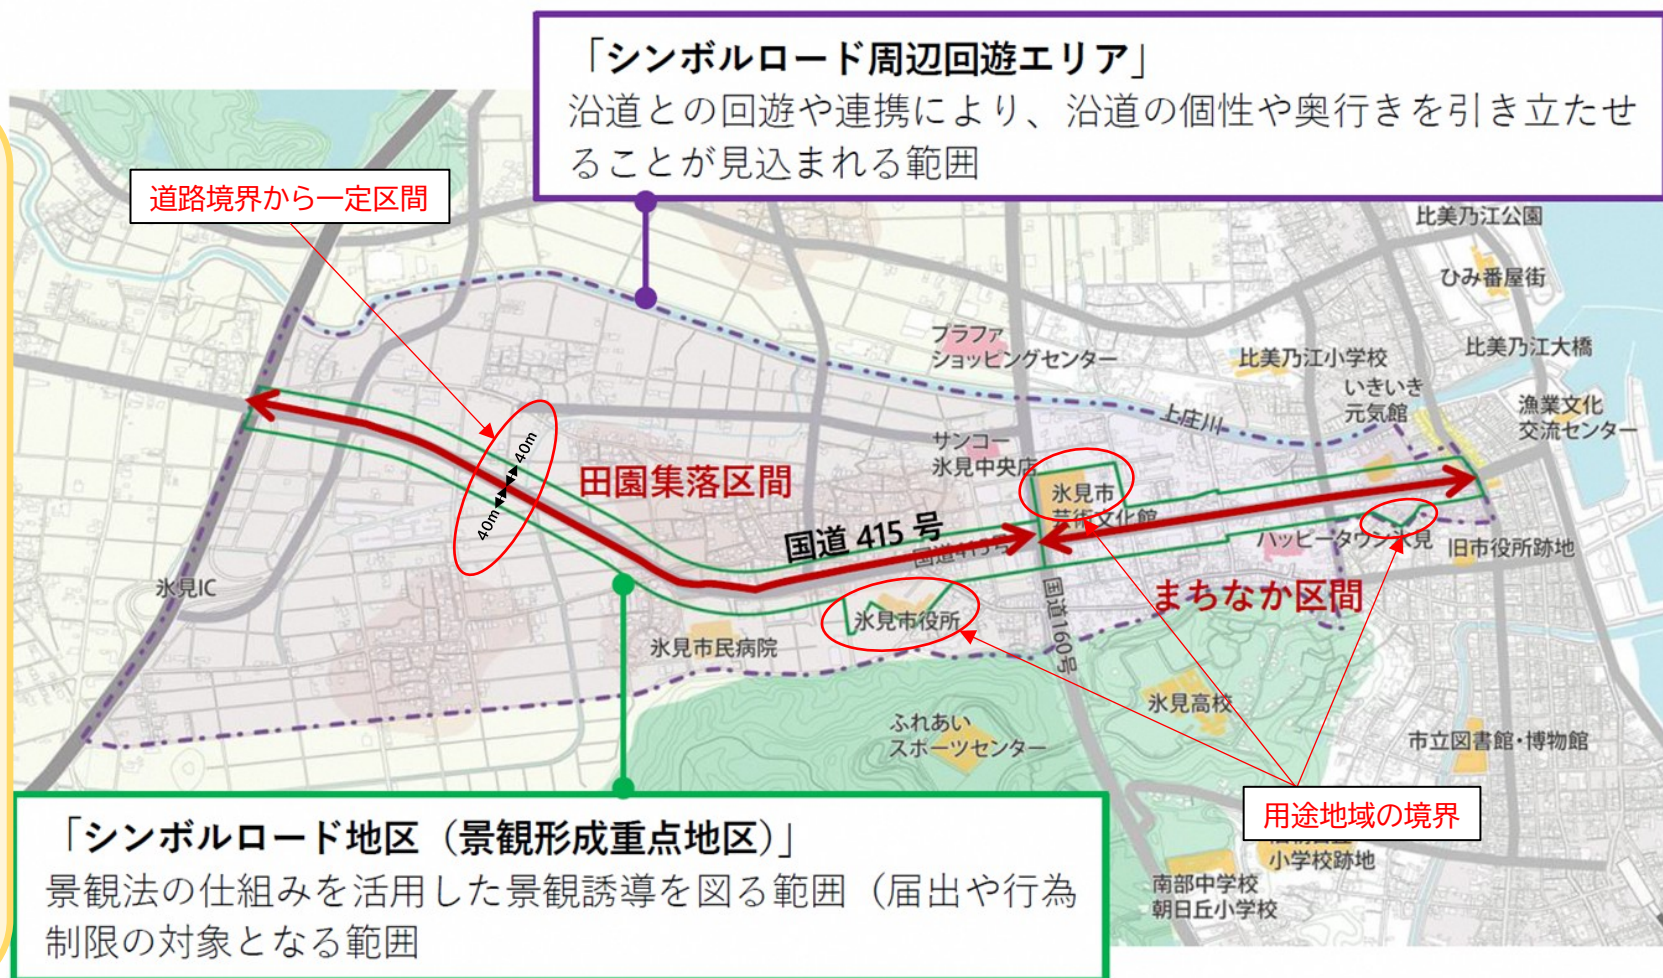 「シンボルロード周辺回遊エリア」
沿道との回遊や連携により、沿道の個性や奥行きを引き立たせ
ることが見込まれる範囲
道路境界から一定区間
比美乃江公園
ひみ番屋街
プラファ
ショッピングセンター
比美乃江小学校
比美乃江大橋
いきいき
元気館
漁業文化
交流センター
上庄川
サンコー
氷見中央店
40m
40m
田園集落区間
氷見市
芸術文化館
国道 415 号
国道415号
ハッピータウン氷見
旧市役所跡地
氷見IC
まちなか区間
国道160号
氷見市役所
氷見市民病院
氷見高校
ふれあい
スポーツセンター
市立図書館・博物館
用途地域の境界
小学校跡地
南部中学校
朝日丘小学校
「シンボルロード地区（景観形成重点地区）」
景観法の仕組みを活用した景観誘導を図る範囲（届出や行為
制限の対象となる範囲